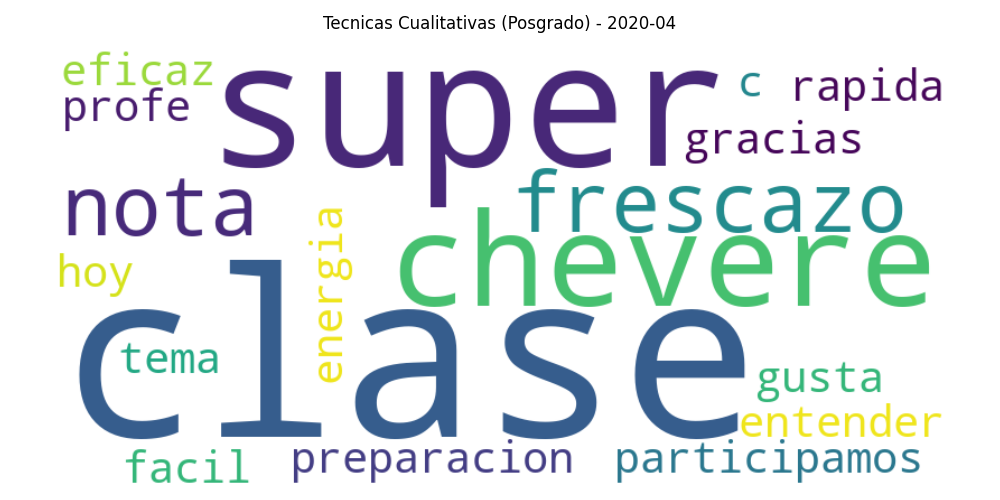 Tecnicas Cualitativas (Posgrado) - 2020-04
eficaz
super
c
rapida
profe
gracias
nota
frescazo
energia
chevere
hoy
clase
tema
gusta
entender
facil
preparacion
participamos